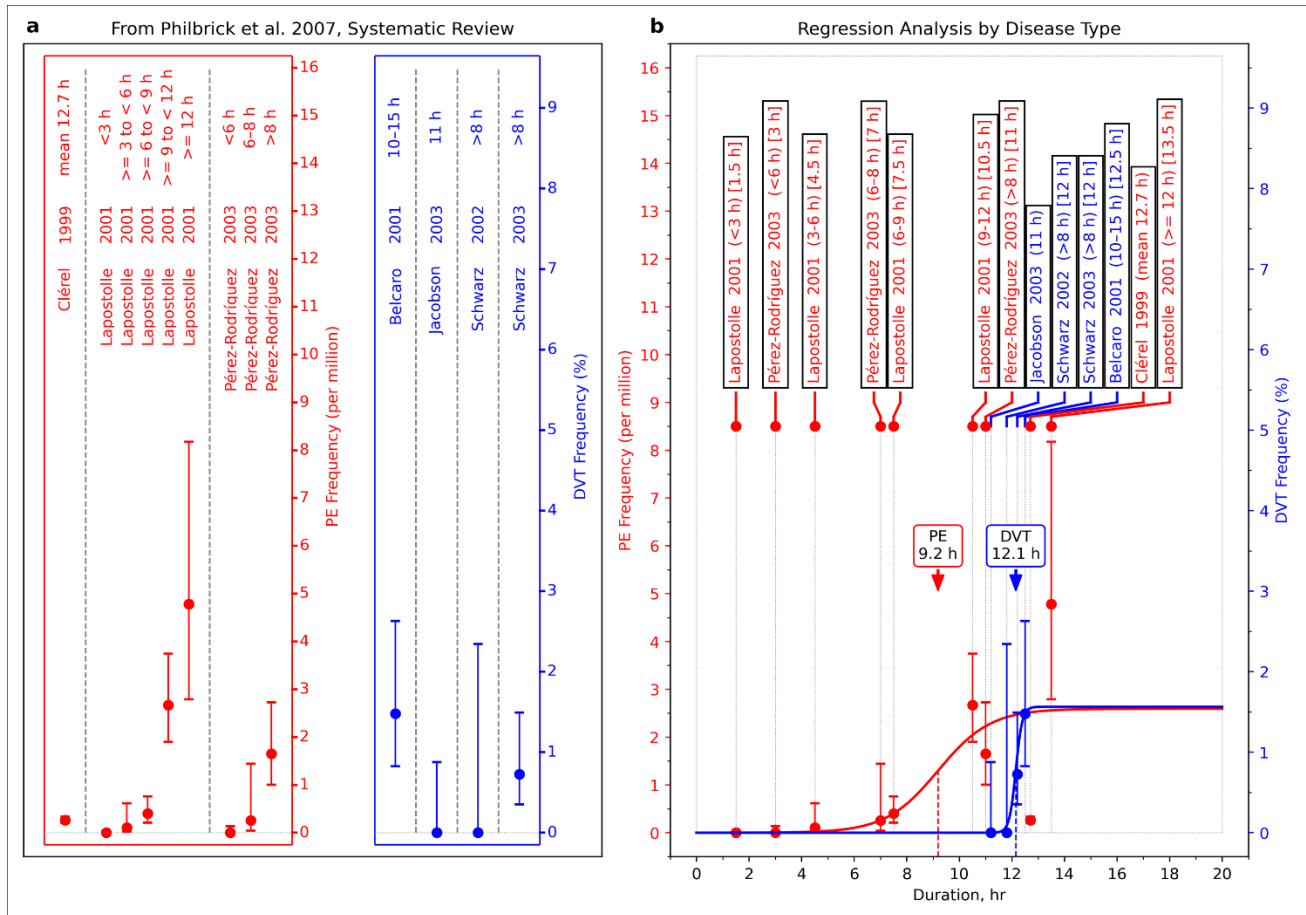 a
From Philbrick et al. 2007, Systematic Review
Clérel 1999 mean 12.7 h
Lapostolle 2001 <3 h
Lapostolle 2001 >= 3 to < 6 h
Lapostolle 2001 >= 6 to < 9 h
Lapostolle 2001 >= 9 to < 12 h
Lapostolle 2001 >= 12 h
Pérez-Rodríguez 2003 <6 h
Pérez-Rodríguez 2003 6–8 h
Pérez-Rodríguez 2003 >8 h
16
15
14
13
12
11
10
9
8
7
6
5
4
3
2
1
0
PE Frequency (per million)
Belcaro 2001 10–15 h
Jacobson 2003 11 h
Schwarz 2002 >8 h
Schwarz 2003 >8 h
9
8
7
6
5
4
3
2
1
0
DVT Frequency (%)
b
Regression Analysis by Disease Type
PE Frequency (per million)
16
15
14
13
12
11
10
9
8
7
6
5
4
3
2
1
0
Lapostolle 2001 (<3 h) [1.5 h]
Pérez-Rodríguez 2003 (<6 h) [3 h]
Lapostolle 2001 (3-6 h) [4.5 h]
Pérez-Rodríguez 2003 (6–8 h) [7 h]
Lapostolle 2001 (6-9 h) [7.5 h]
Lapostolle 2001 (9-12 h) [10.5 h]
Pérez-Rodríguez 2003 (>8 h) [11 h]
Jacobson 2003 (11 h)
Schwarz 2002 (>8 h) [12 h]
Schwarz 2003 (>8 h) [12 h]
Belcaro 2001 (10–15 h) [12.5 h]
Clérel 1999 (mean 12.7 h)
Lapostolle 2001 (>= 12 h) [13.5 h]
PE
9.2 h
DVT
12.1 h
9
8
7
6
5
4
3
2
1
0
DVT Frequency (%)
0 2 4 6 8 10 12 14 16 18 20
Duration, hr